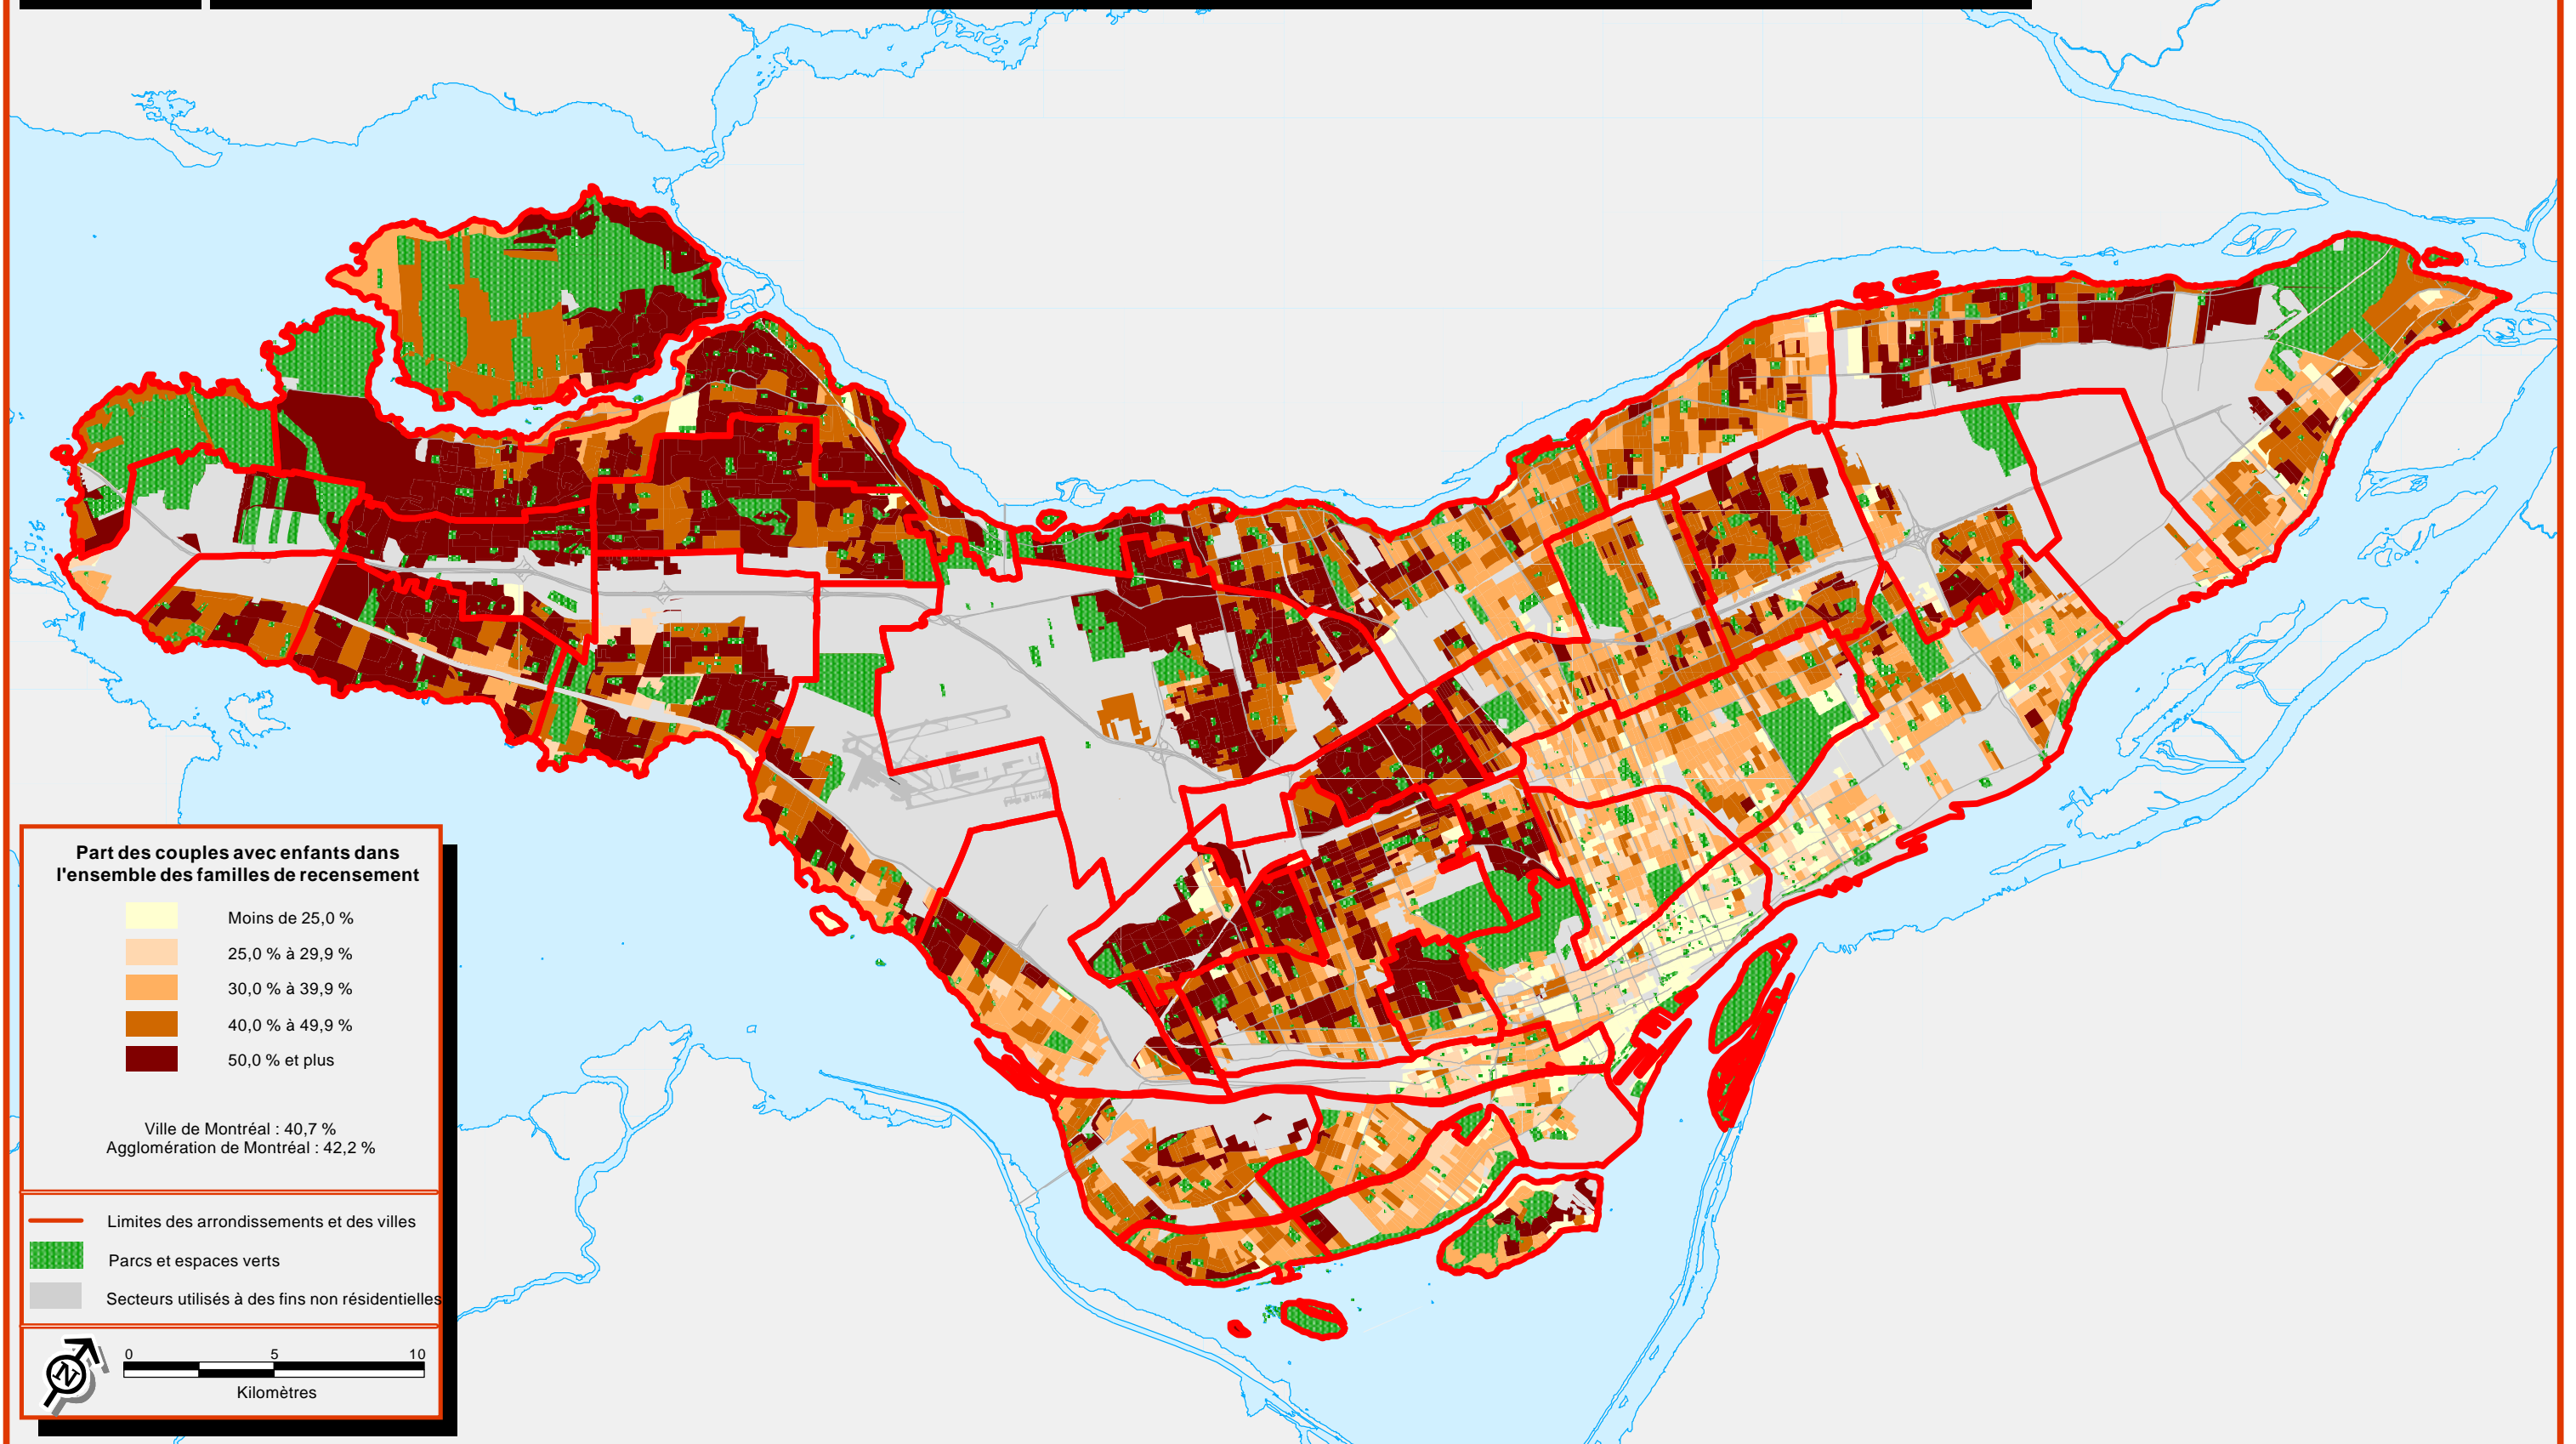 Part des couples avec enfants dans
l'ensemble des familles de recensement
Moins de 25,0 %
25,0 % à 29,9 %
30,0 % à 39,9 %
40,0 % à 49,9 %
50,0 % et plus
Ville de Montréal : 40,7 %
Agglomération de Montréal : 42,2 %
Limites des arrondissements et des villes
Parcs et espaces verts
Secteurs utilisés à des fins non résidentielles
N
0 5 10
Kilomètres